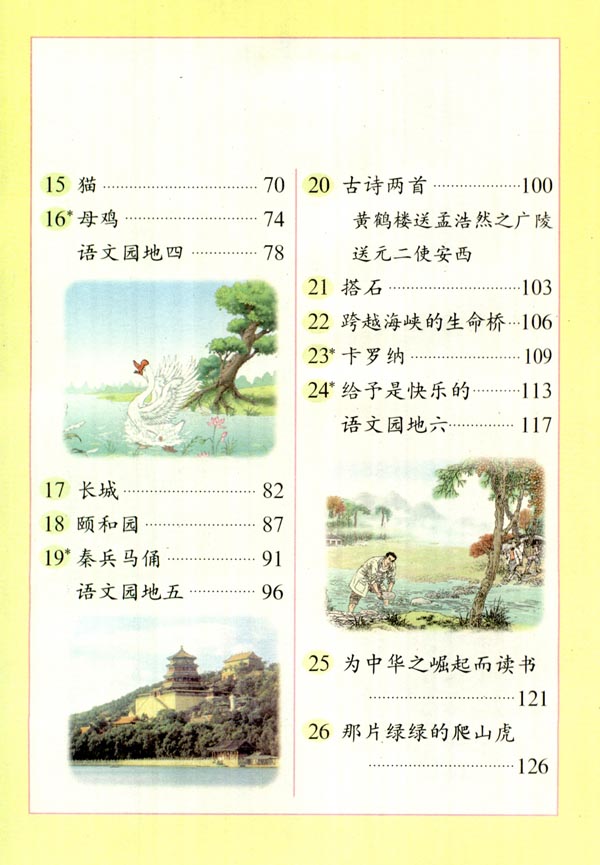 15 猫 ……………………… 70
16* 母鸡 ……………………… 74
语文园地四 ……………………… 78
17 长城 ……………………… 82
18 颐和园 ……………………… 87
19* 秦兵马俑 ……………………… 91
语文园地五 ……………………… 96
20 古诗两首 ……………………… 100
黄鹤楼送孟浩然之广陵
送元二使安西
21 搭石 ……………………… 103
22 跨越海峡的生命桥 … 106
23* 卡罗纳 ……………………… 109
24* 给予是快乐的 ……… 113
语文园地六 ……………………… 117
25 为中华之崛起而读书
……………………… 121
26 那片绿绿的爬山虎
……………………… 126